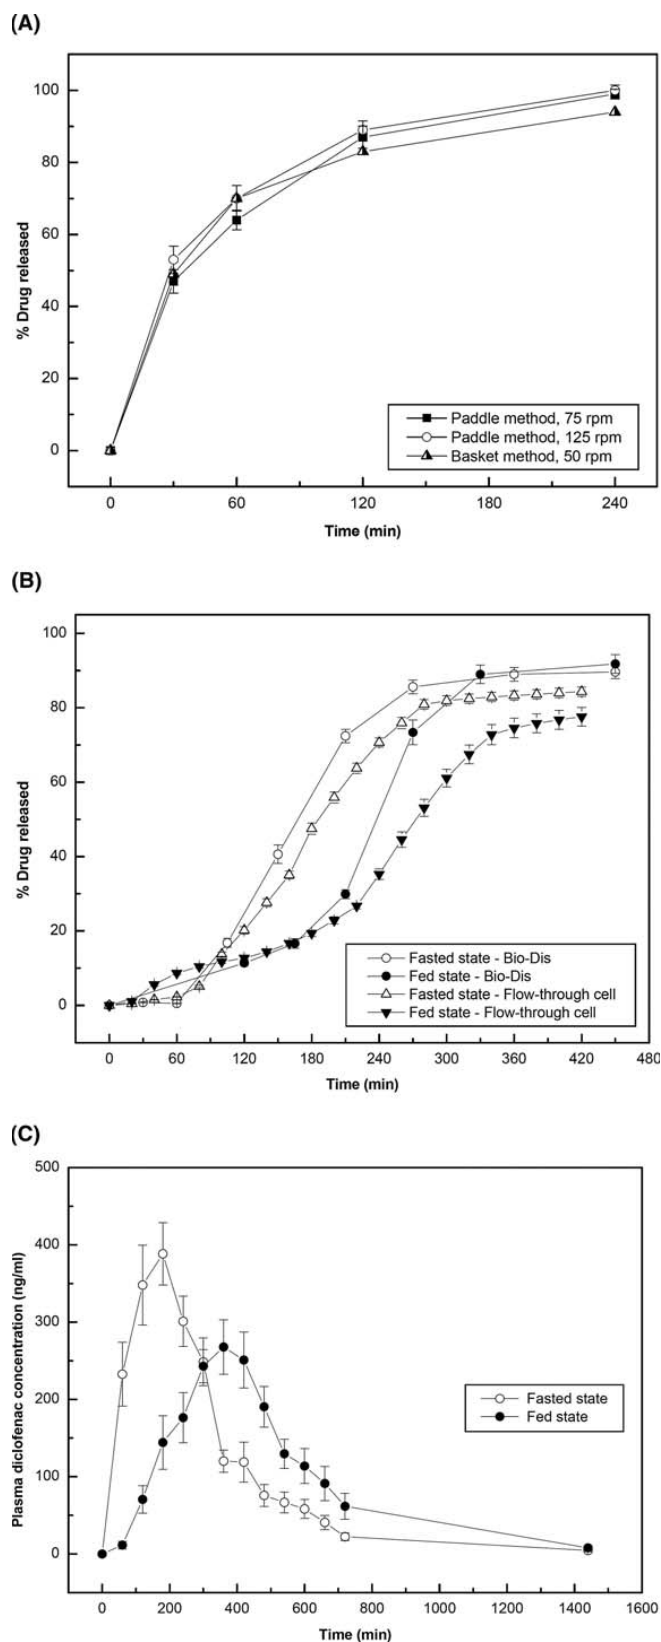 (A)
100
80
60
40
20
0
% Drug released
Paddle method, 75 rpm
Paddle method, 125 rpm
Basket method, 50 rpm
0 60 120 180 240
Time (min)
(B)
100
80
60
40
20
0
% Drug released
Fasted state - Bio-Dis
Fed state - Bio-Dis
Fasted state - Flow-through cell
Fed state - Flow-through cell
0 60 120 180 240 300 360 420 480
Time (min)
(C)
500
400
300
200
100
0
Plasma diclofenac concentration (ng/ml)
Fasted state
Fed state
0 200 400 600 800 1000 1200 1400 1600
Time (min)